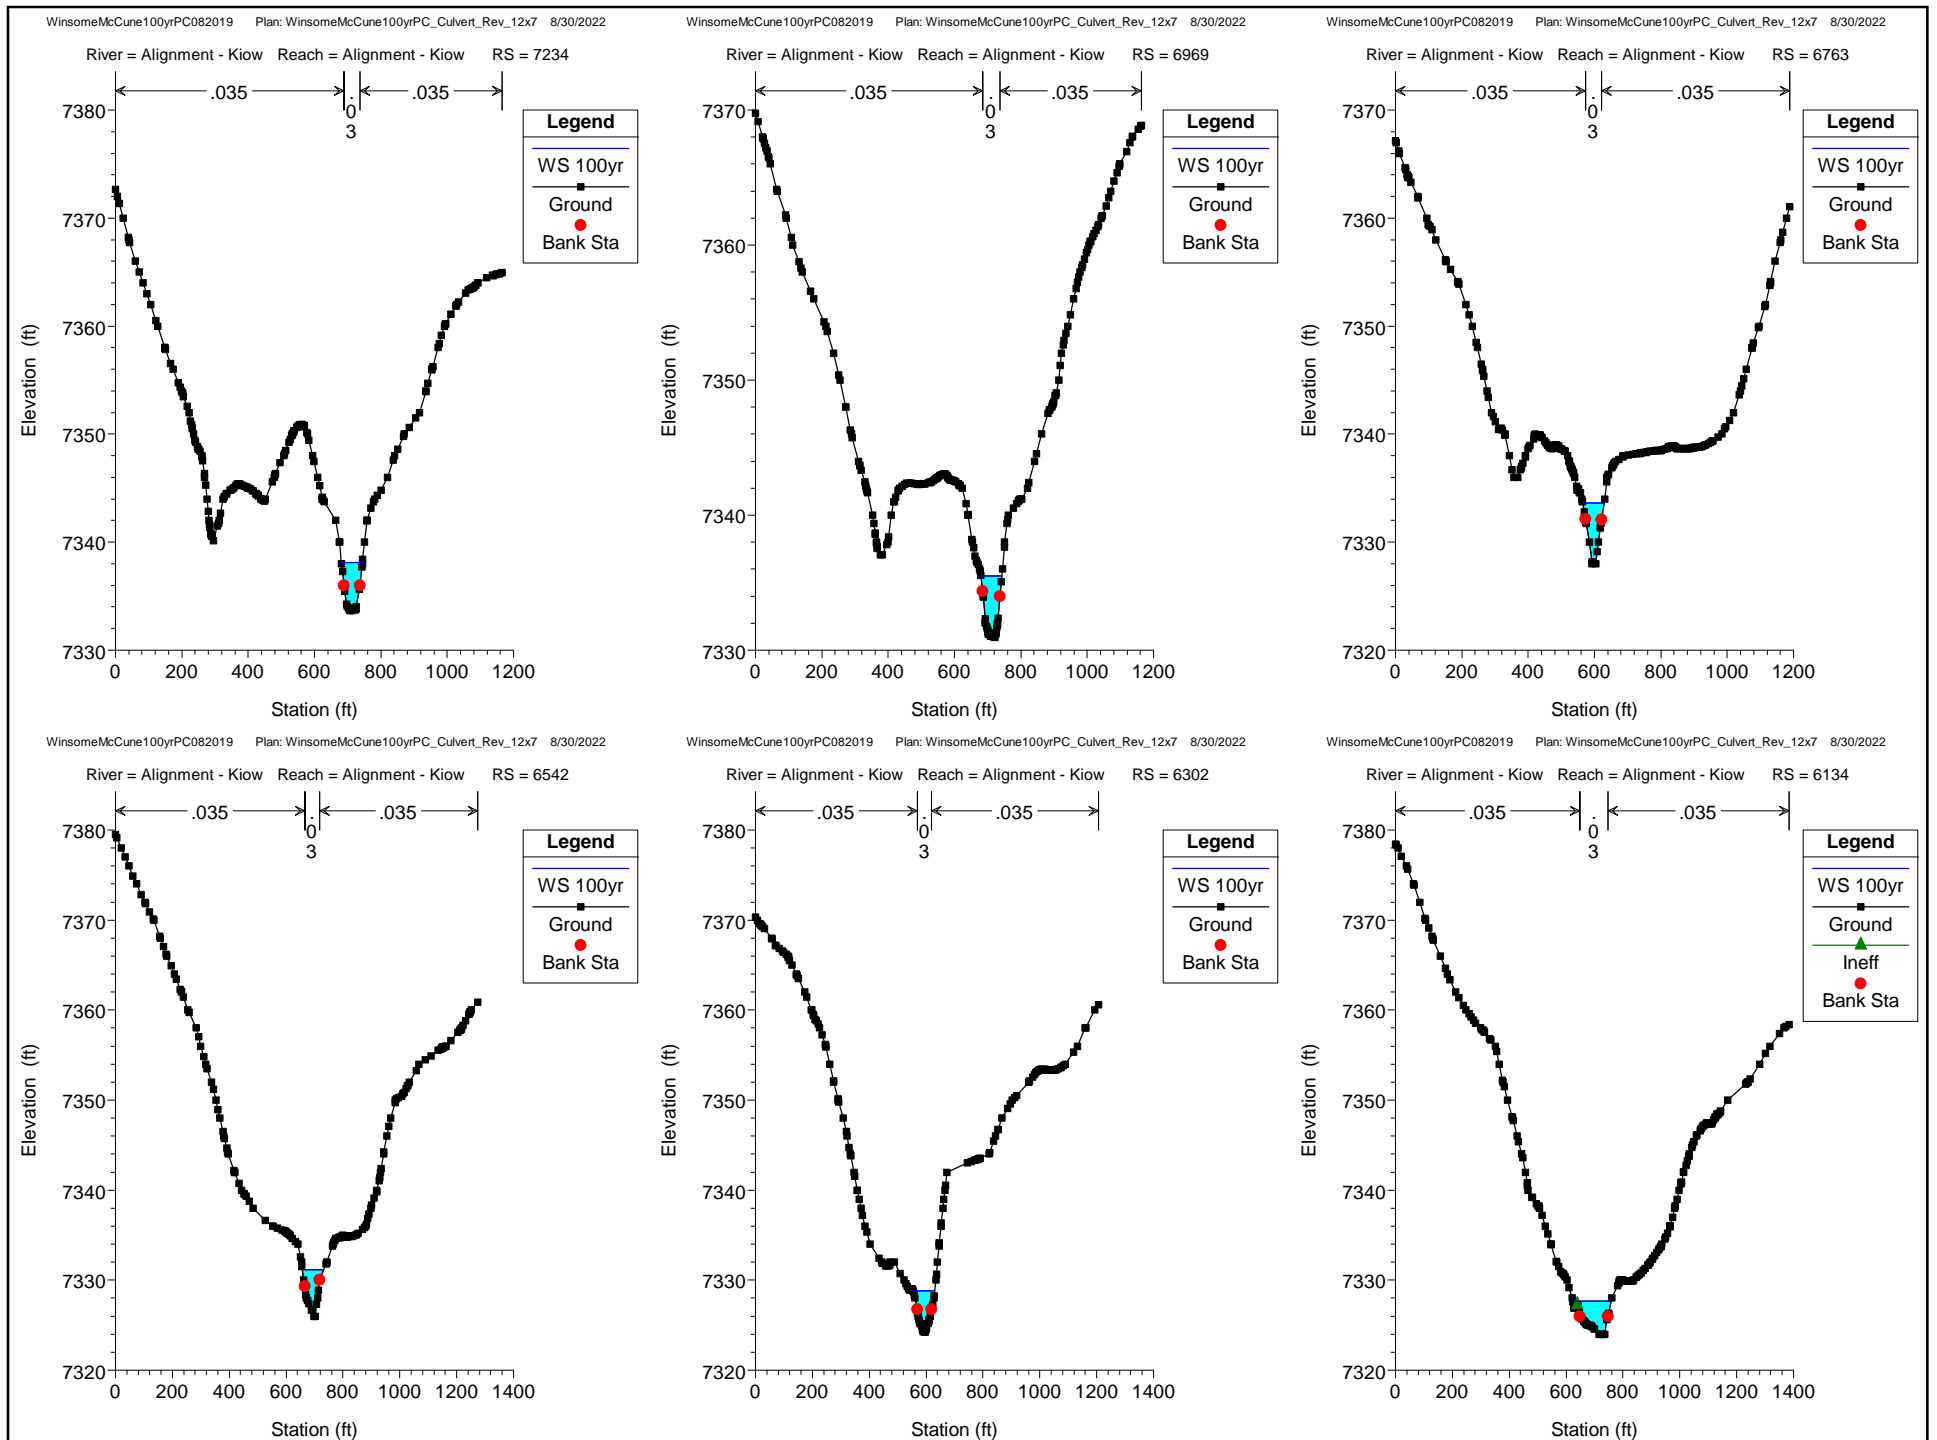 WinsomeMcCune100yrPC082019 Plan: WinsomeMcCune100yrPC_Culvert_Rev_12x7 8/30/2022
River = Alignment - Kiow Reach = Alignment - Kiow RS = 7234
.035 .03 .035
Legend
WS 100yr
Ground
Bank Sta
7380
7370
7360
7350
7340
7330
Elevation (ft)
0 200 400 600 800 1000 1200
Station (ft)
WinsomeMcCune100yrPC082019 Plan: WinsomeMcCune100yrPC_Culvert_Rev_12x7 8/30/2022
River = Alignment - Kiow Reach = Alignment - Kiow RS = 6969
.035 .03 .035
Legend
WS 100yr
Ground
Bank Sta
7370
7360
7350
7340
7330
Elevation (ft)
0 200 400 600 800 1000 1200
Station (ft)
WinsomeMcCune100yrPC082019 Plan: WinsomeMcCune100yrPC_Culvert_Rev_12x7 8/30/2022
River = Alignment - Kiow Reach = Alignment - Kiow RS = 6763
.035 .03 .035
Legend
WS 100yr
Ground
Bank Sta
7370
7360
7350
7340
7330
7320
Elevation (ft)
0 200 400 600 800 1000 1200
Station (ft)
WinsomeMcCune100yrPC082019 Plan: WinsomeMcCune100yrPC_Culvert_Rev_12x7 8/30/2022
River = Alignment - Kiow Reach = Alignment - Kiow RS = 6542
.035 .03 .035
Legend
WS 100yr
Ground
Bank Sta
7380
7370
7360
7350
7340
7330
7320
Elevation (ft)
0 200 400 600 800 1000 1200 1400
Station (ft)
WinsomeMcCune100yrPC082019 Plan: WinsomeMcCune100yrPC_Culvert_Rev_12x7 8/30/2022
River = Alignment - Kiow Reach = Alignment - Kiow RS = 6302
.035 .03 .035
Legend
WS 100yr
Ground
Bank Sta
7380
7370
7360
7350
7340
7330
7320
Elevation (ft)
0 200 400 600 800 1000 1200 1400
Station (ft)
WinsomeMcCune100yrPC082019 Plan: WinsomeMcCune100yrPC_Culvert_Rev_12x7 8/30/2022
River = Alignment - Kiow Reach = Alignment - Kiow RS = 6134
.035 .03 .035
Legend
WS 100yr
Ground
Ineff
Bank Sta
7380
7370
7360
7350
7340
7330
7320
Elevation (ft)
0 200 400 600 800 1000 1200 1400
Station (ft)